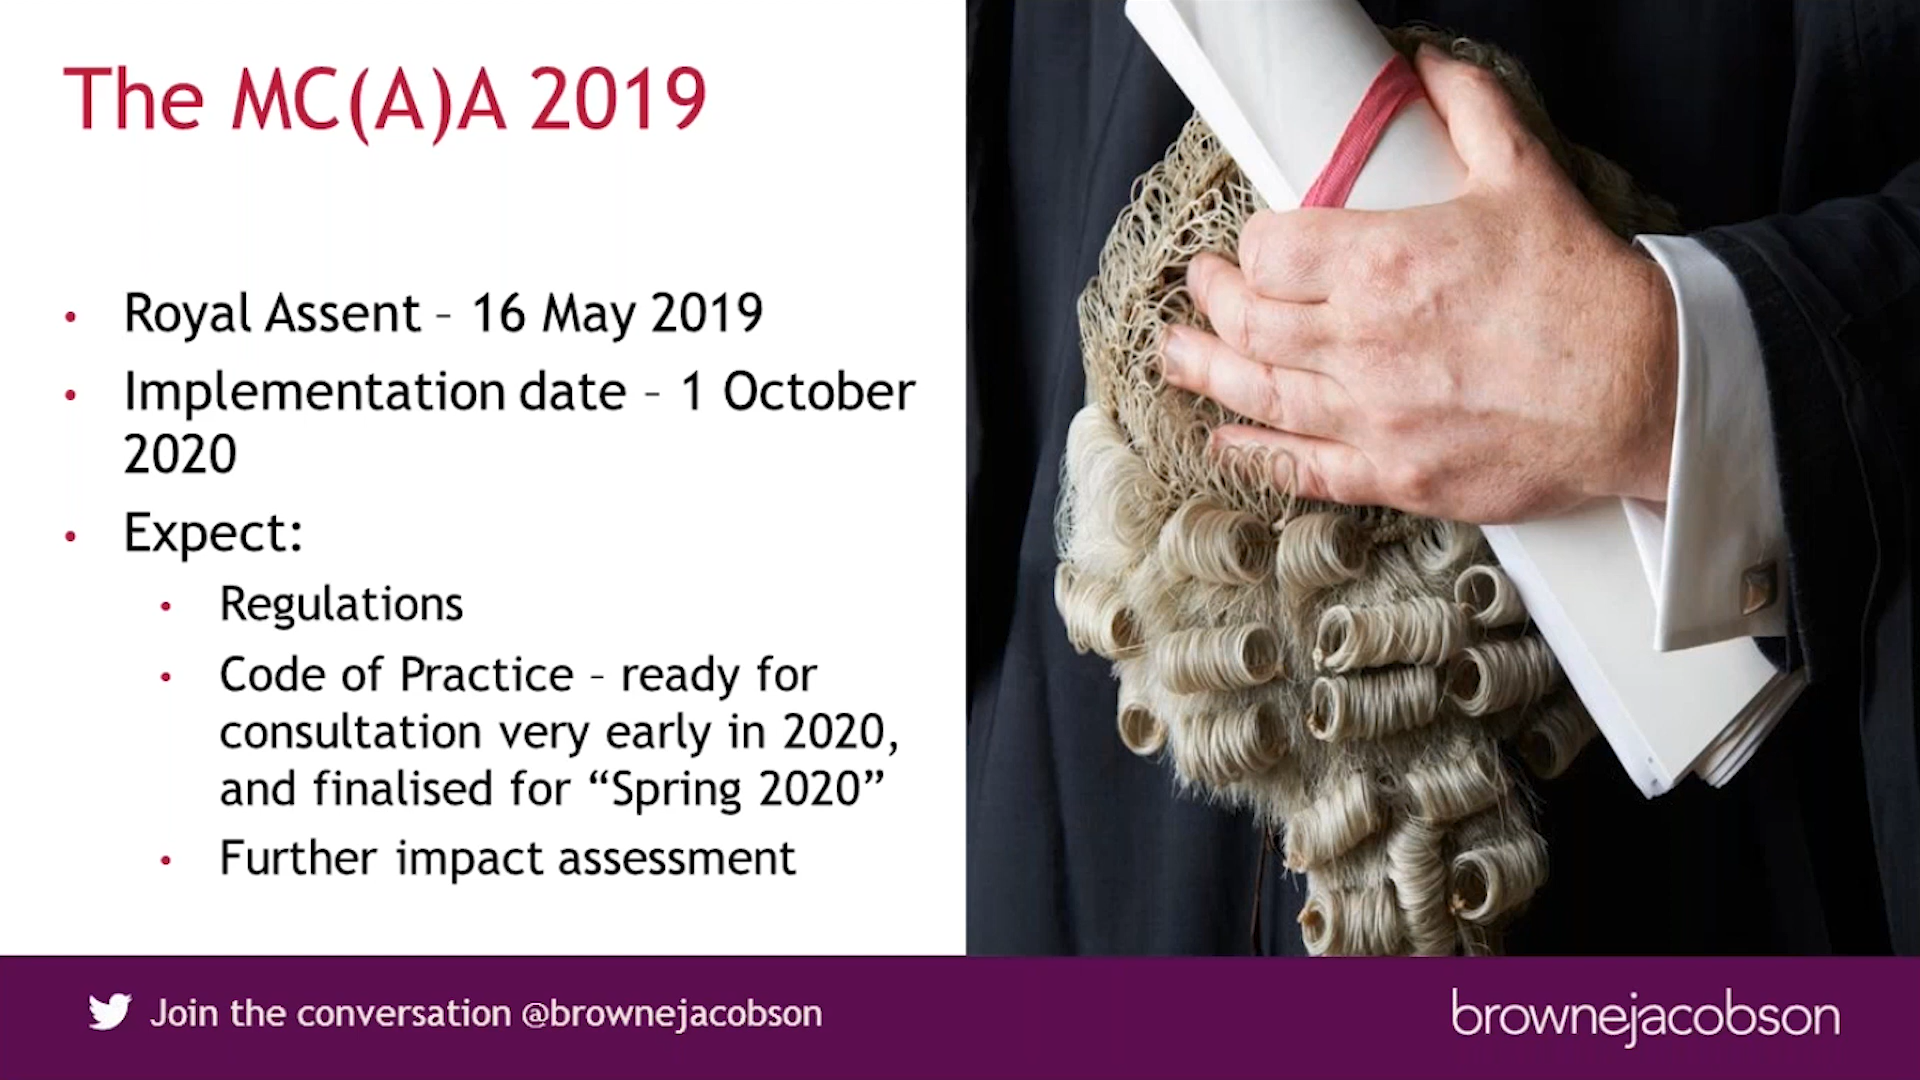 The MC(A)A 2019
• Royal Assent – 16 May 2019
• Implementation date – 1 October
2020
• Expect:
• Regulations
• Code of Practice – ready for
consultation very early in 2020,
and finalised for “Spring 2020”
• Further impact assessment
Join the conversation @brownejacobson
brownejacobson